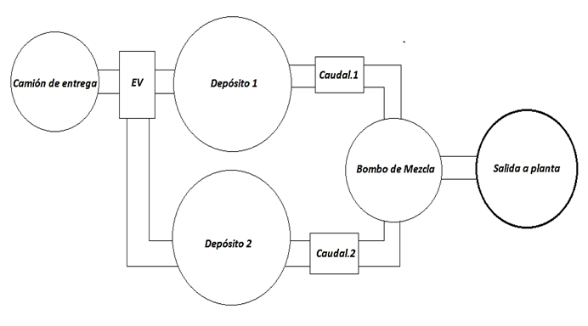 Camión de entrega
EV
Depósito 1
Caudal.1
Bombo de Mezcla
Salida a planta
Depósito 2
Caudal.2